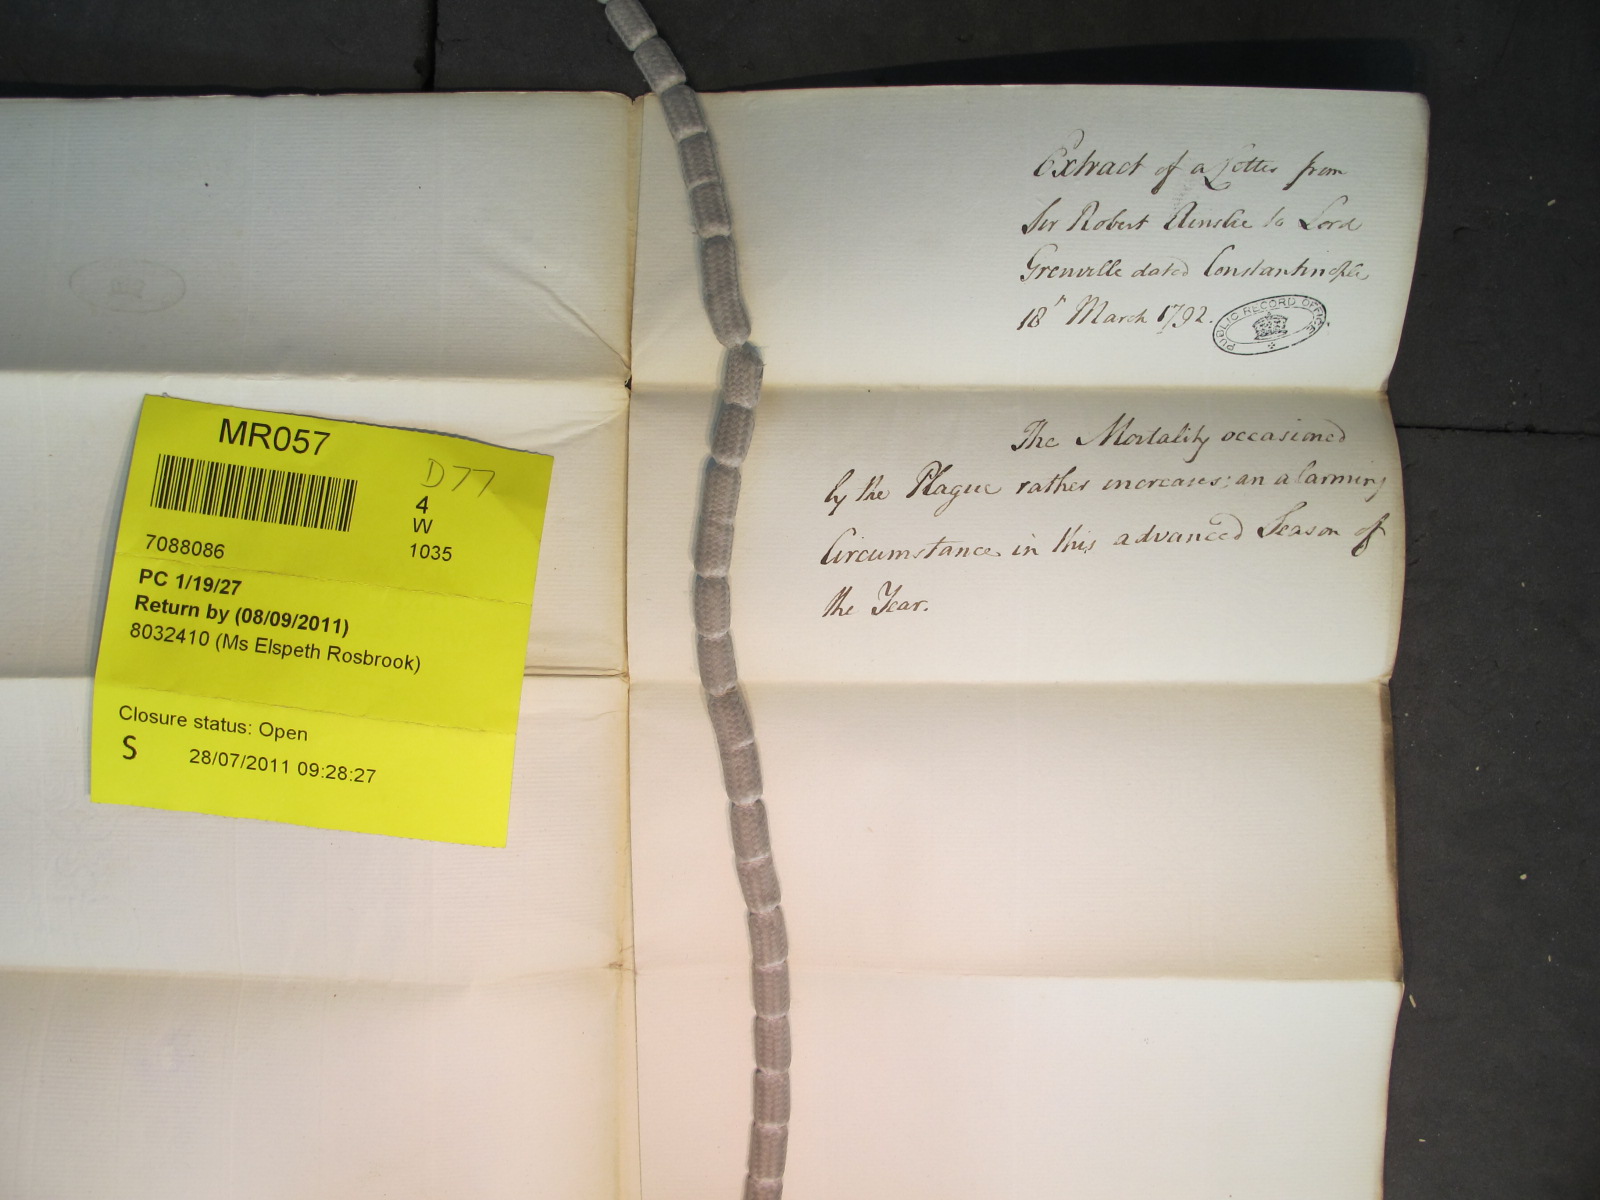 Extract of a Letter from
Sir Robert Ainslie to Lord
Grenville dated Constantinople
18th March 1792.
PUBLIC RECORD OFFICE
The Mortality occasioned
by the Plague rather increases; an alarming
Circumstance in this advanced Season of
the Year.
MR057
D77
4
W
7088086
1035
PC 1/19/27
Return by (08/09/2011)
8032410 (Ms Elspeth Rosbrook)
Closure status: Open
S 28/07/2011 09:28:27